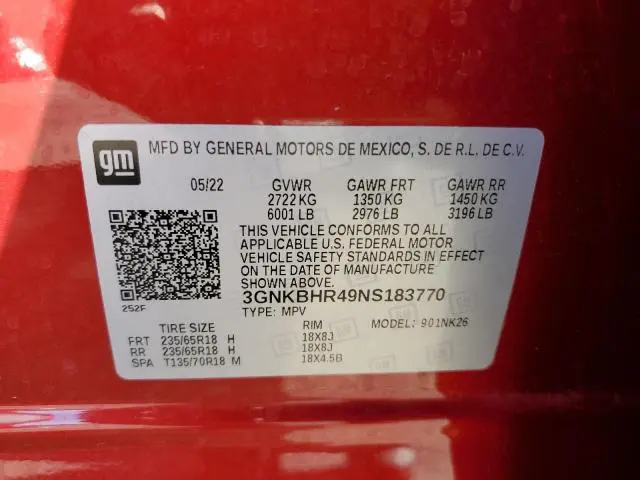 gm
MFD BY GENERAL MOTORS DE MEXICO, S. DE R.L. DE C.V.
05/22 GVWR GAWR FRT GAWR RR
2722 KG 1350 KG 1450 KG
6001 LB 2976 LB 3196 LB
THIS VEHICLE CONFORMS TO ALL
APPLICABLE U.S. FEDERAL MOTOR
VEHICLE SAFETY STANDARDS IN EFFECT
ON THE DATE OF MANUFACTURE
SHOWN ABOVE.
3GNKBHR49NS183770
252F TYPE: MPV
TIRE SIZE RIM MODEL: 901NK26
FRT 235/65R18 H 18X8J
RR 235/65R18 H 18X8J
SPA T135/70R18 M 18X4.5B